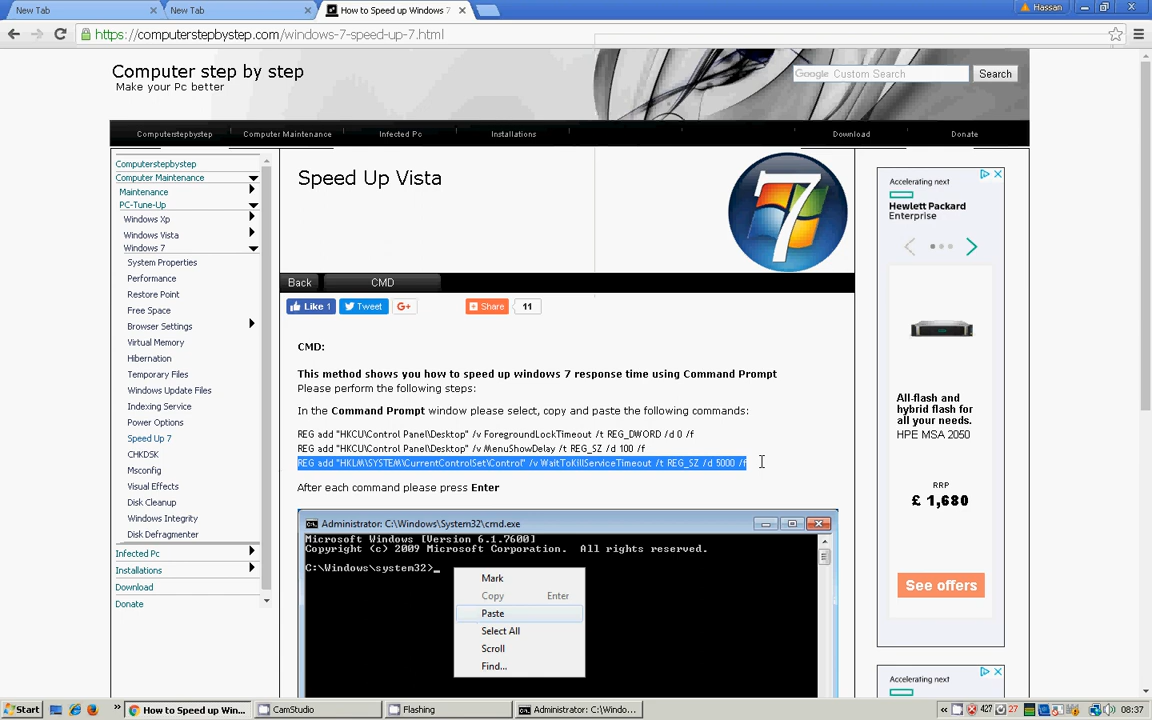 New Tab
New Tab
How to Speed up Windows 7
Hassan
https://computerstepbystep.com/windows-7-speed-up-7.html
Computer step by step
Make your Pc better
Google Custom Search
Search
Computerstepbystep
Computer Maintenance
Infected Pc
Installations
Download
Donate
Computerstepbystep
Computer Maintenance
Maintenance
PC-Tune-Up
Windows Xp
Windows Vista
Windows 7
System Properties
Performance
Restore Point
Free Space
Browser Settings
Virtual Memory
Hibernation
Temporary Files
Windows Update Files
Indexing Service
Power Options
Speed Up 7
CHKDSK
Msconfig
Visual Effects
Disk Cleanup
Windows Integrity
Disk Defragmenter
Infected Pc
Installations
Download
Donate
Speed Up Vista
7
Back
CMD
Like 1
Tweet
G+
Share
11
CMD:
This method shows you how to speed up windows 7 response time using Command Prompt
Please perform the following steps:
In the Command Prompt window please select, copy and paste the following commands:
REG add "HKCU\Control Panel\Desktop" /v ForegroundLockTimeout /t REG_DWORD /d 0 /f
REG add "HKCU\Control Panel\Desktop" /v MenuShowDelay /t REG_SZ /d 100 /f
REG add "HKLM\SYSTEM\CurrentControlSet\Control" /v WaitToKillServiceTimeout /t REG_SZ /d 5000 /f
After each command please press Enter
Administrator: C:\Windows\System32\cmd.exe
Microsoft Windows [Version 6.1.7600]
Copyright (c) 2009 Microsoft Corporation. All rights reserved.
C:\Windows\system32>_
Mark
Copy Enter
Paste
Select All
Scroll
Find...
Accelerating next
Hewlett Packard
Enterprise
All-flash and
hybrid flash for
all your needs.
HPE MSA 2050
RRP
£ 1,680
See offers
Accelerating next
Start
How to Speed up Win...
CamStudio
Flashing
Administrator: C:\Windo...
427
27
08:37